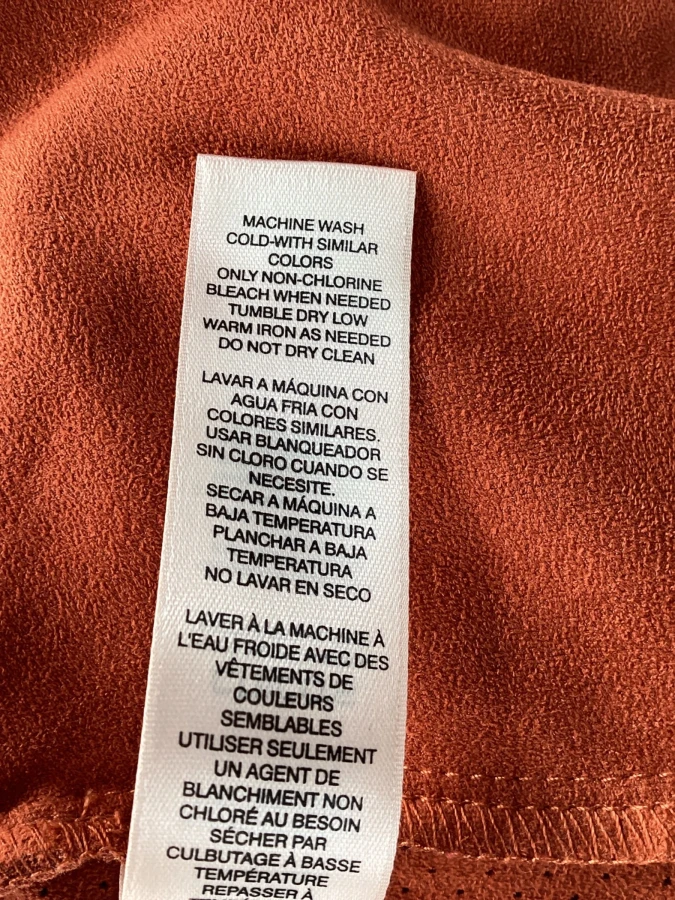 MACHINE WASH
COLD-WITH SIMILAR
COLORS
ONLY NON-CHLORINE
BLEACH WHEN NEEDED
TUMBLE DRY LOW
WARM IRON AS NEEDED
DO NOT DRY CLEAN
LAVAR A MÁQUINA CON
AGUA FRIA CON
COLORES SIMILARES.
USAR BLANQUEADOR
SIN CLORO CUANDO SE
NECESITE.
SECAR A MÁQUINA A
BAJA TEMPERATURA
PLANCHAR A BAJA
TEMPERATURA
NO LAVAR EN SECO
LAVER À LA MACHINE À
L'EAU FROIDE AVEC DES
VÊTEMENTS DE
COULEURS
SEMBLABLES
UTILISER SEULEMENT
UN AGENT DE
BLANCHIMENT NON
CHLORÉ AU BESOIN
SÉCHER PAR
CULBUTAGE À BASSE
TEMPÉRATURE
REPASSER À